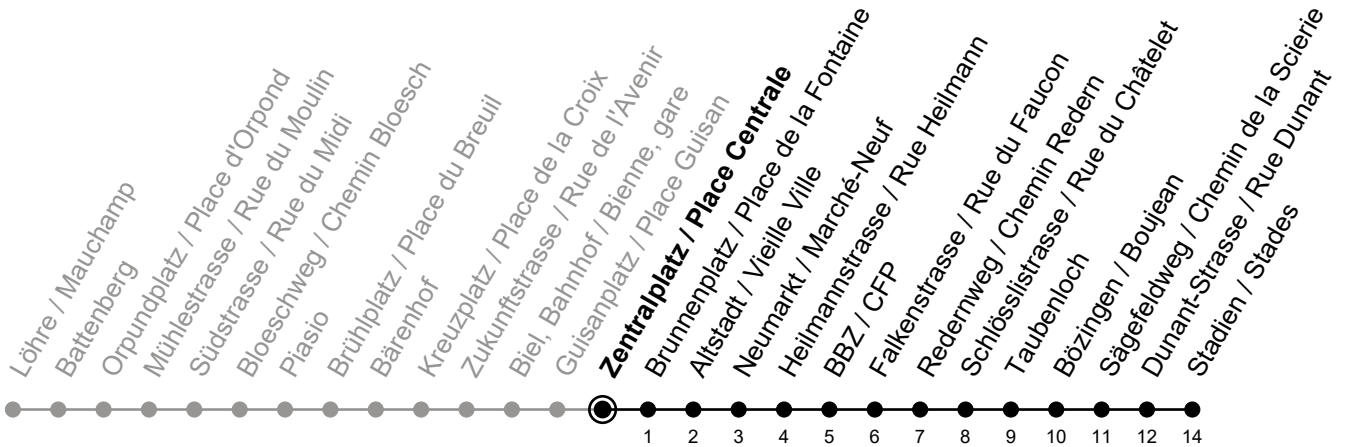 Löhre / Mauchamp
Battenberg
Orpundplatz / Place d'Orpond
Mühlestrasse / Rue du Moulin
Südstrasse / Rue du Midi
Bloeschweg / Chemin Bloesch
Piasio
Brühlplatz / Place du Breuil
Bärenhof
Kreuzplatz / Place de la Croix
Zukunftstrasse / Rue de l'Avenir
Biel, Bahnhof / Bienne, gare
Guisanplatz / Place Guisan
Zentralplatz / Place Centrale
Brunnenplatz / Place de la Fontaine
Altstadt / Vieille Ville
Neumarkt / Marché-Neuf
Heilmannstrasse / Rue Heilmann
BBZ / CFP
Falkenstrasse / Rue du Faucon
Redernweg / Chemin Redern
Schlösslistrasse / Rue du Châtelet
Taubenloch
Bözingen / Boujean
Sägefeldweg / Chemin de la Scierie
Dunant-Strasse / Rue Dunant
Stadien / Stades
1 2 3 4 5 6 7 8 9 10 11 12 14